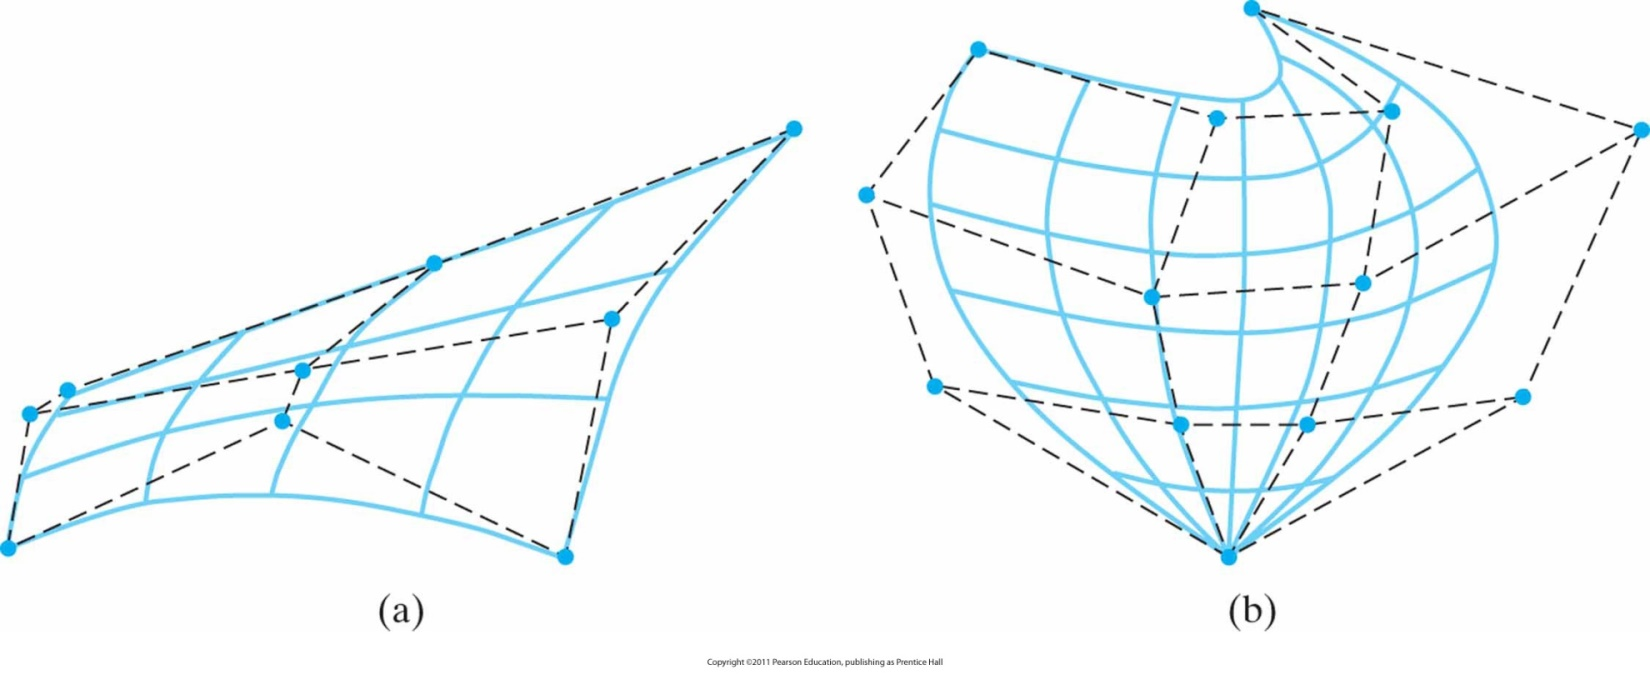 (a)
(b)
Copyright ©2011 Pearson Education, publishing as Prentice Hall